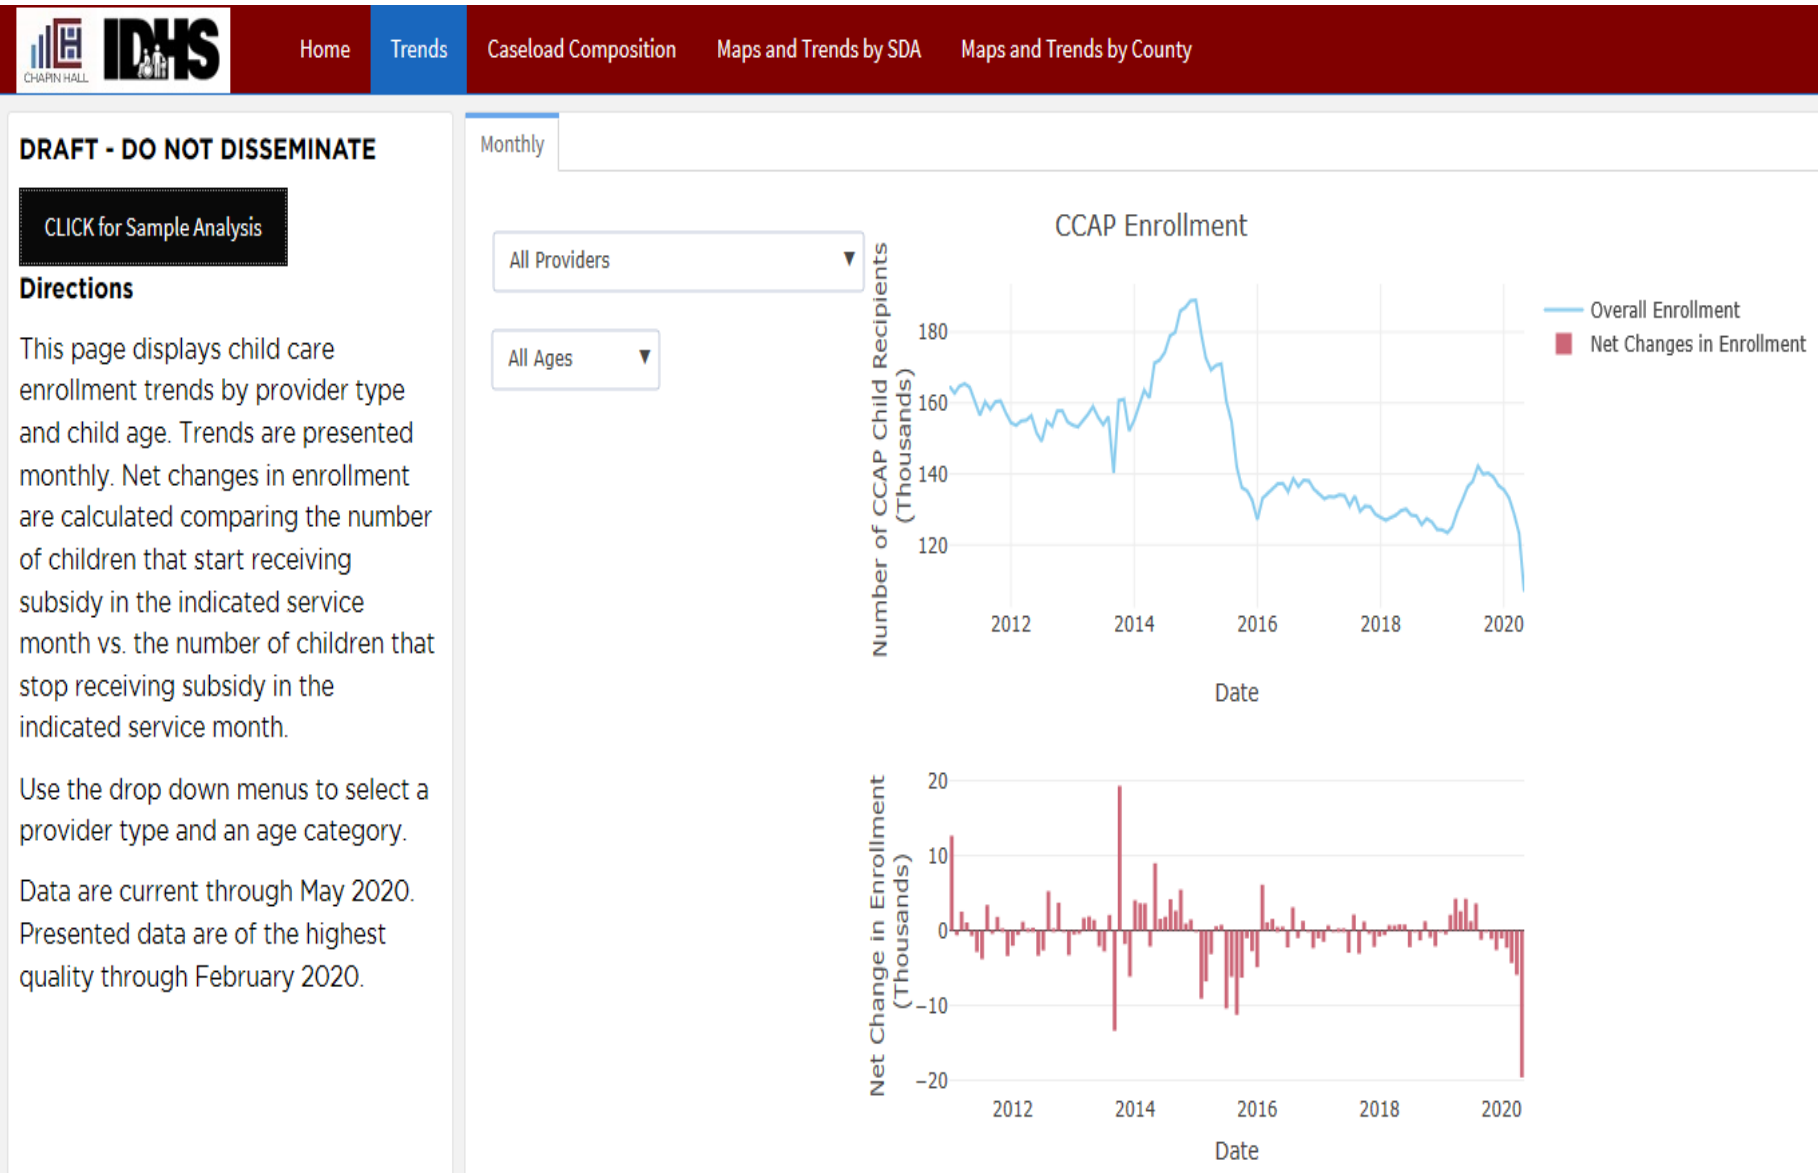 CHAPIN HALL
IDHS
Home
Trends
Caseload Composition
Maps and Trends by SDA
Maps and Trends by County
DRAFT - DO NOT DISSEMINATE
CLICK for Sample Analysis
Directions
This page displays child care
enrollment trends by provider type
and child age. Trends are presented
monthly. Net changes in enrollment
are calculated comparing the number
of children that start receiving
subsidy in the indicated service
month vs. the number of children that
stop receiving subsidy in the
indicated service month.
Use the drop down menus to select a
provider type and an age category.
Data are current through May 2020.
Presented data are of the highest
quality through February 2020.
Monthly
All Providers
All Ages
CCAP Enrollment
Number of CCAP Child Recipients
(Thousands)
180
160
140
120
2012
2014
2016
2018
2020
Date
Overall Enrollment
Net Changes in Enrollment
Net Change in Enrollment
(Thousands)
20
10
0
−10
−20
2012
2014
2016
2018
2020
Date